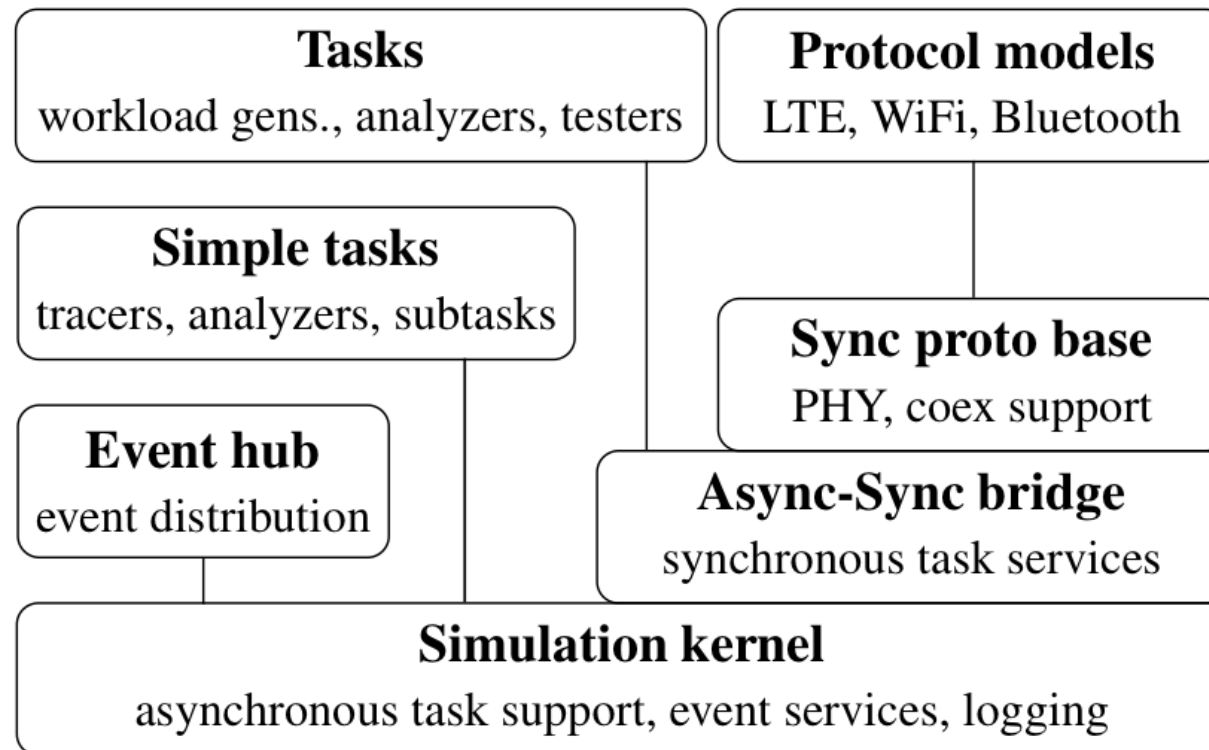 Tasks
workload gens., analyzers, testers
Protocol models
LTE, WiFi, Bluetooth
Simple tasks
tracers, analyzers, subtasks
Sync proto base
PHY, coex support
Event hub
event distribution
Async-Sync bridge
synchronous task services
Simulation kernel
asynchronous task support, event services, logging